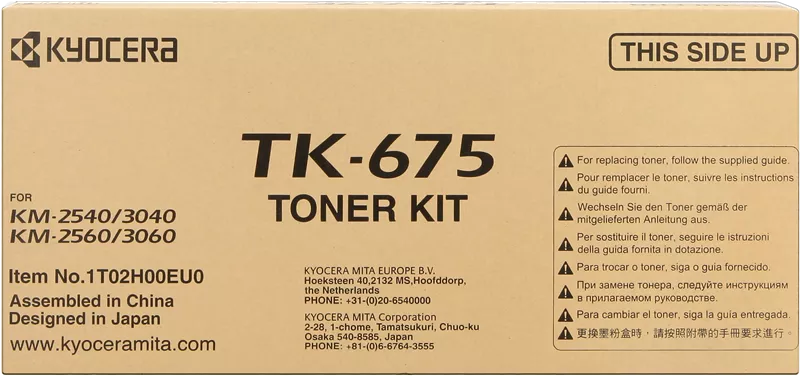 KYOCERA
THIS SIDE UP
TK-675
TONER KIT
FOR
KM-2540/3040
KM-2560/3060
Item No.1T02H00EU0
Assembled in China
Designed in Japan
www.kyoceramita.com
KYOCERA MITA EUROPE B.V.
Hoeksteen 40,2132 MS,Hoofddorp,
the Netherlands
PHONE: +31-(0)20-6540000
KYOCERA MITA Corporation
2-28, 1-chome, Tamatsukuri, Chuo-ku
Osaka 540-8585, Japan
PHONE: +81-(0)6-6764-3555
For replacing toner, follow the supplied guide.
Pour remplacer le toner, suivre les instructions
du guide fourni.
Wechseln Sie den Toner gemäß der
mitgelieferten Anleitung aus.
Per sostituire il toner, seguire le istruzioni
della guida fornita in dotazione.
Para trocar o toner, siga o guia fornecido.
При замене тонера, следуйте инструкциям
в прилагаемом руководстве.
Para cambiar el toner, siga la guía entregada.
更換墨粉盒時，請按照附帶的手冊要求進行。